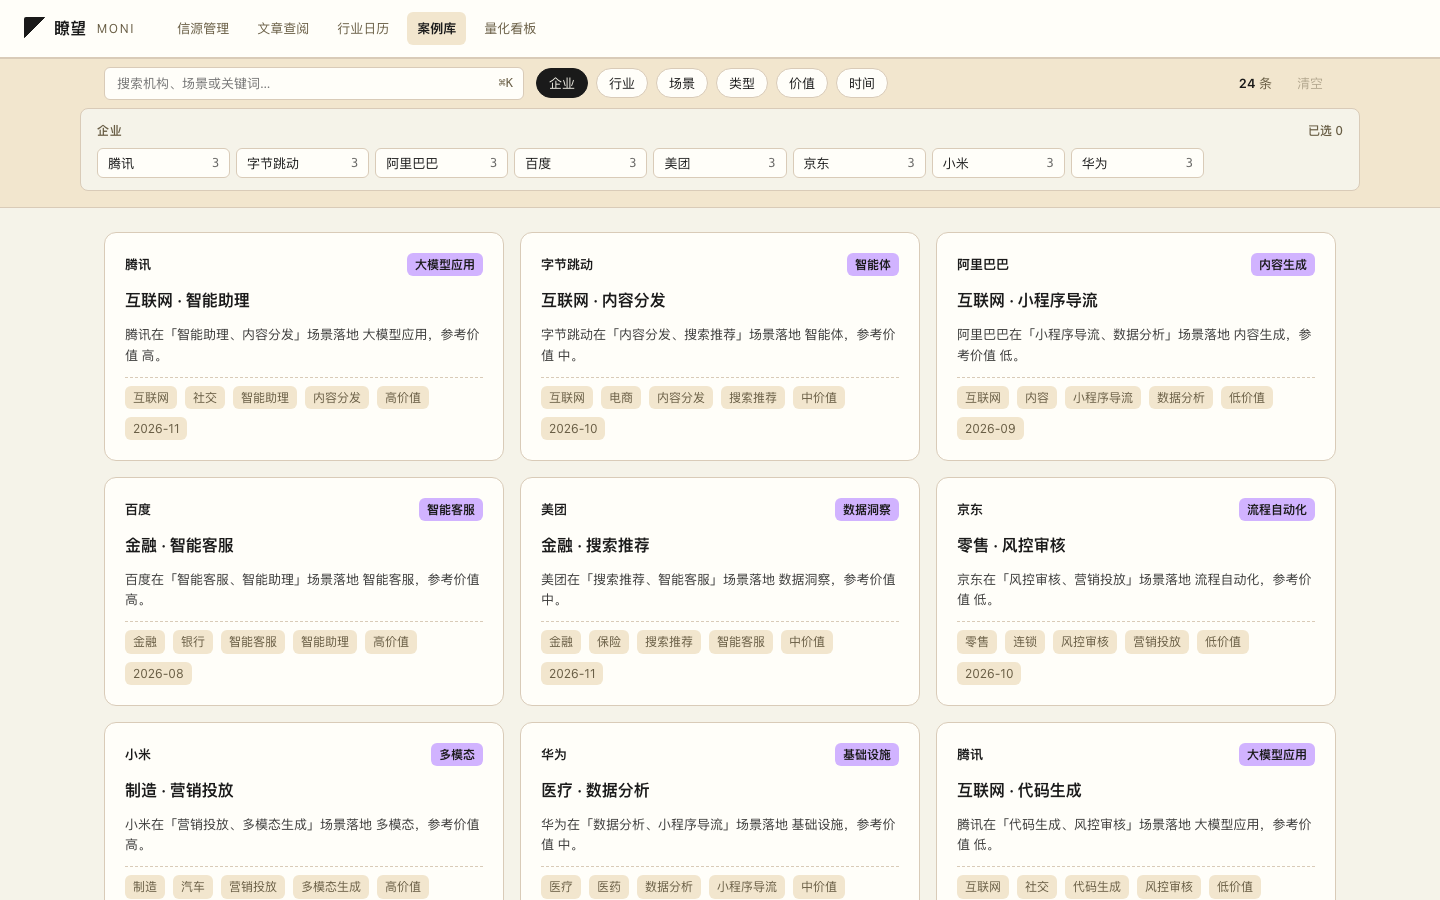 瞭望 MONI 信源管理 文章查阅 行业日历 案例库 量化看板
搜索机构、场景或关键词... ⌘K 企业 行业 场景 类型 价值 时间 24 条 清空
企业 已选 0
腾讯 3 字节跳动 3 阿里巴巴 3 百度 3 美团 3 京东 3 小米 3 华为 3
腾讯 大模型应用
互联网 · 智能助理
腾讯在「智能助理、内容分发」场景落地 大模型应用，参考价
值 高。
互联网 社交 智能助理 内容分发 高价值
2026-11
字节跳动 智能体
互联网 · 内容分发
字节跳动在「内容分发、搜索推荐」场景落地 智能体，参考价
值 中。
互联网 电商 内容分发 搜索推荐 中价值
2026-10
阿里巴巴 内容生成
互联网 · 小程序导流
阿里巴巴在「小程序导流、数据分析」场景落地 内容生成，参
考价值 低。
互联网 内容 小程序导流 数据分析 低价值
2026-09
百度 智能客服
金融 · 智能客服
百度在「智能客服、智能助理」场景落地 智能客服，参考价值
高。
金融 银行 智能客服 智能助理 高价值
2026-08
美团 数据洞察
金融 · 搜索推荐
美团在「搜索推荐、智能客服」场景落地 数据洞察，参考价值
中。
金融 保险 搜索推荐 智能客服 中价值
2026-11
京东 流程自动化
零售 · 风控审核
京东在「风控审核、营销投放」场景落地 流程自动化，参考价
值 低。
零售 连锁 风控审核 营销投放 低价值
2026-10
小米 多模态
制造 · 营销投放
小米在「营销投放、多模态生成」场景落地 多模态，参考价值
高。
制造 汽车 营销投放 多模态生成 高价值
华为 基础设施
医疗 · 数据分析
华为在「数据分析、小程序导流」场景落地 基础设施，参考价
值 中。
医疗 医药 数据分析 小程序导流 中价值
腾讯 大模型应用
互联网 · 代码生成
腾讯在「代码生成、风控审核」场景落地 大模型应用，参考价
值 低。
互联网 社交 代码生成 风控审核 低价值